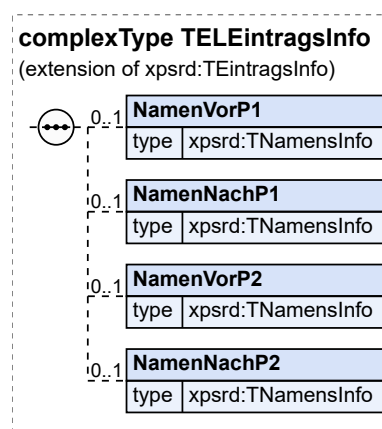 complexType TELEintragsInfo
(extension of xpsrd:TEintragsInfo)
0..1 NamenVorP1
type xpsrd:TNamensInfo
0..1 NamenNachP1
type xpsrd:TNamensInfo
0..1 NamenVorP2
type xpsrd:TNamensInfo
0..1 NamenNachP2
type xpsrd:TNamensInfo